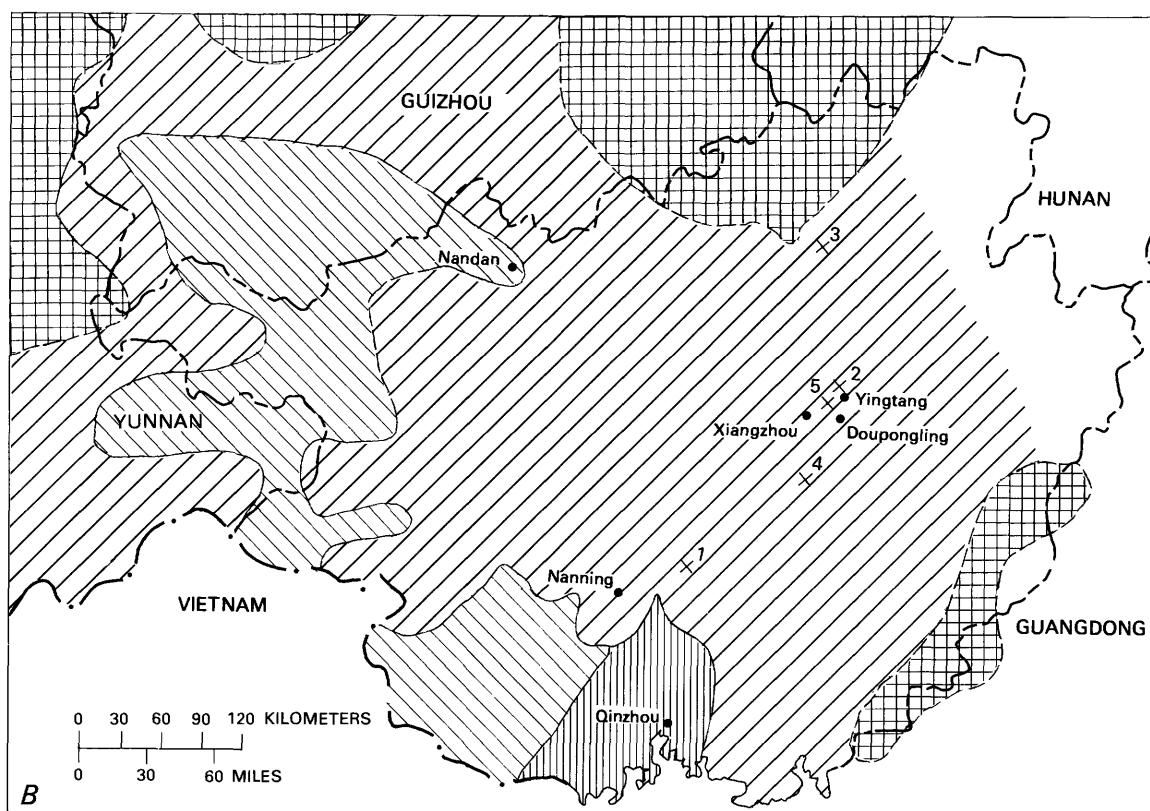 GUIZHOU
HUNAN
3
Nandan
2
5
Yingtang
YUNNAN
Xiangzhou
Doupongling
4
1
Nanning
VIETNAM
GUANGDONG
0 30 60 90 120 KILOMETERS
Qinzhou
0 30 60 MILES
B